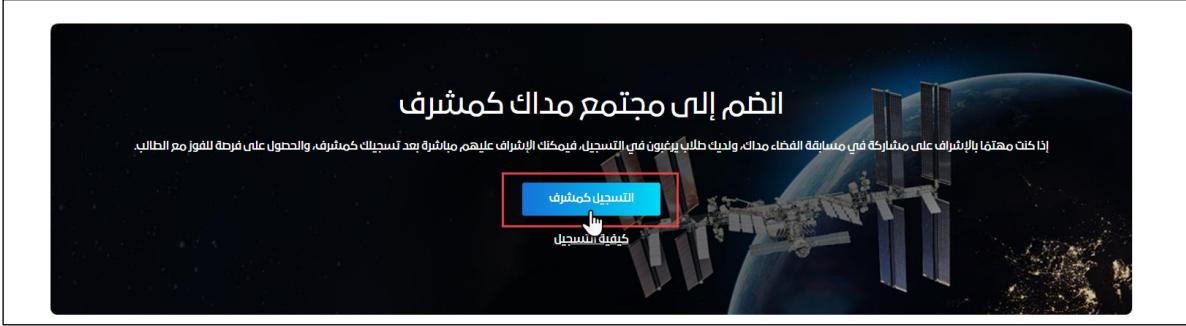 انضم إلى مجتمع مداك كمشرف
إذا كنت مهتمًا بالإشراف على مشاركة في مسابقة الفضاء مداك، ولديك طلاب يرغبون في التسجيل، فيمكنك الإشراف عليهم مباشرة بعد تسجيلك كمشرف، والحصول على فرصة للفوز مع الطالب.
التسجيل كمشرف
كيفية التسجيل